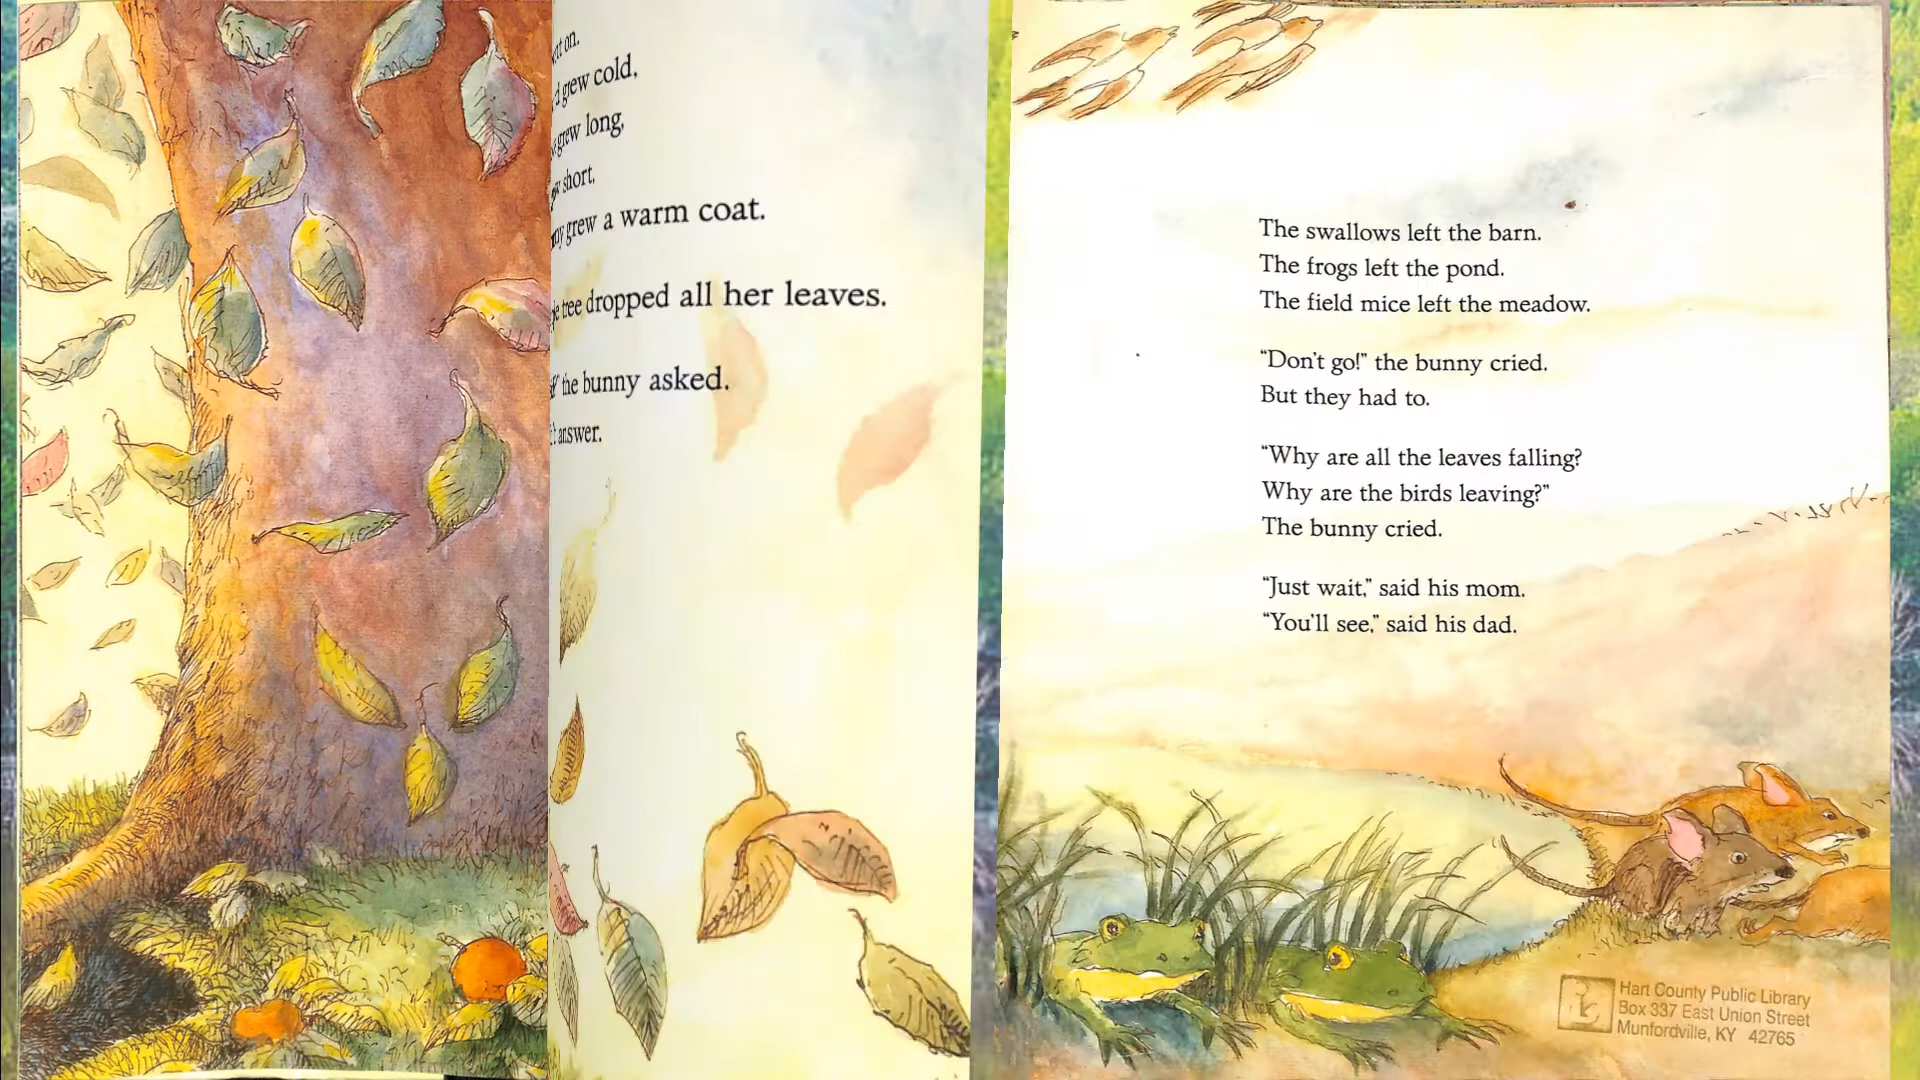 grew cold,
grew long,
short,
grew a warm coat.
tree dropped all her leaves.
the bunny asked.
answer.
The swallows left the barn.
The frogs left the pond.
The field mice left the meadow.
“Don't go!” the bunny cried.
But they had to.
“Why are all the leaves falling?
Why are the birds leaving?”
The bunny cried.
“Just wait,” said his mom.
“You'll see,” said his dad.
Hart County Public Library
Box 337 East Union Street
Munfordville, KY 42765